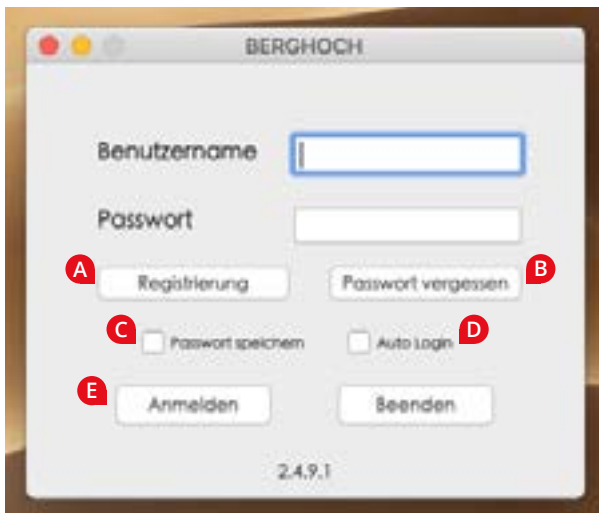 BERGHOCH
Benutzername
Passwort
A Registrierung Passwort vergessen B
C Passwort speichern Auto Login D
E Anmelden Beenden
2.4.9.1